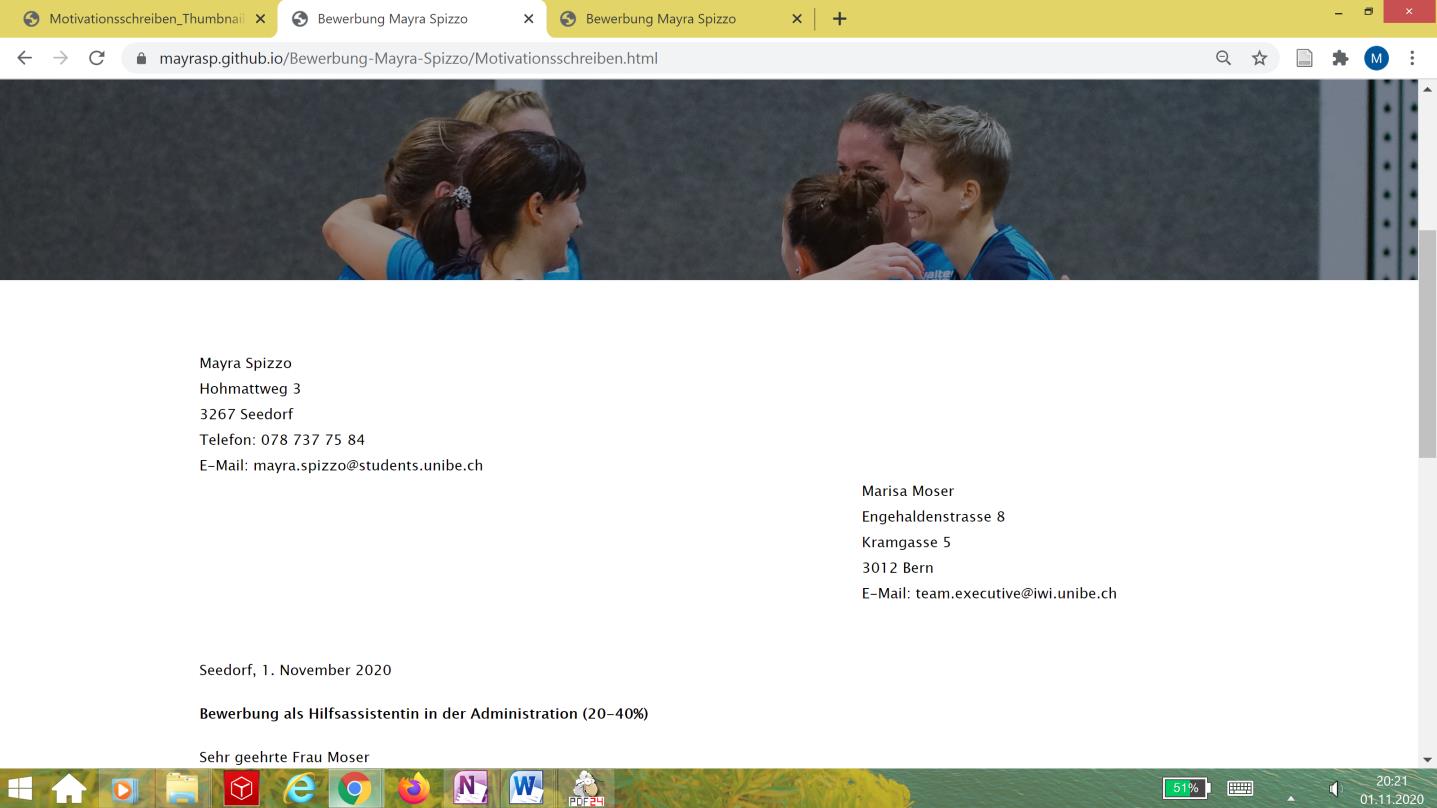 Motivationsschreiben_Thumbnail
Bewerbung Mayra Spizzo
Bewerbung Mayra Spizzo
mayrasp.github.io/Bewerbung-Mayra-Spizzo/Motivationsschreiben.html
M
Mayra Spizzo
Hohmattweg 3
3267 Seedorf
Telefon: 078 737 75 84
E-Mail: mayra.spizzo@students.unibe.ch
Marisa Moser
Engehaldenstrasse 8
Kramgasse 5
3012 Bern
E-Mail: team.executive@iwi.unibe.ch
Seedorf, 1. November 2020
Bewerbung als Hilfsassistentin in der Administration (20-40%)
Sehr geehrte Frau Moser
N
W
PDF24
51%
20:21
01.11.2020